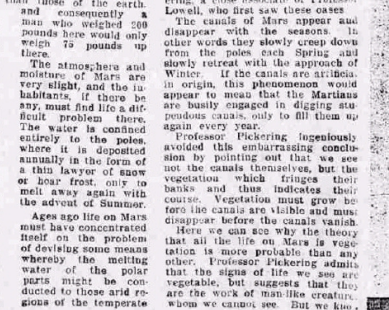 than those of the earth.
and consequently a
man who weighed 200
pounds here would only
weigh 75 pounds up
there.
The atmosphere and
moisture of Mars are
very slight, and the in-
habitants, if there be
any, must find life a dif-
ficult problem there.
The water is confined
entirely to the poles,
where it is deposited
annually in the form of
a thin lawyer of snow
or hoar frost, only to
melt away again with
the advent of Summer.
Ages ago life on Mars
must have concentrated
itself on the problem
of devising some means
whereby the melting
water of the polar
parts might be con-
ducted to those arid re-
gions of the temperate
Lowell, who first saw these oases
The canals of Mars appear and
disappear with the seasons. In
other words they slowly creep down
from the poles each Spring and
slowly retreat with the approach of
Winter. If the canals are artificia
in origin, this phenomenon would
appear to mean that the Martians
are busily engaged in digging stu-
pendous canals, only to fill them up
again every year.
Professor Pickering ingeniously
avoided this embarrassing conclu-
sion by pointing out that we see
not the canals themselves, but the
vegetation which fringes their
banks and thus indicates their
course. Vegetation must grow be
fore the canals are visible and must
disappear before the canals vanish.
Here we can see why the theory
that all the life on Mars is vege-
tation is more probable than any
other. Professor Pickering admits
that the signs of life we see are
vegetable, but suggests that they
are the work of man-like creature
whom we cannot see. But we know